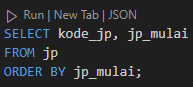 Run | New Tab | JSON
SELECT kode_jp, jp_mulai
FROM jp
ORDER BY jp_mulai;